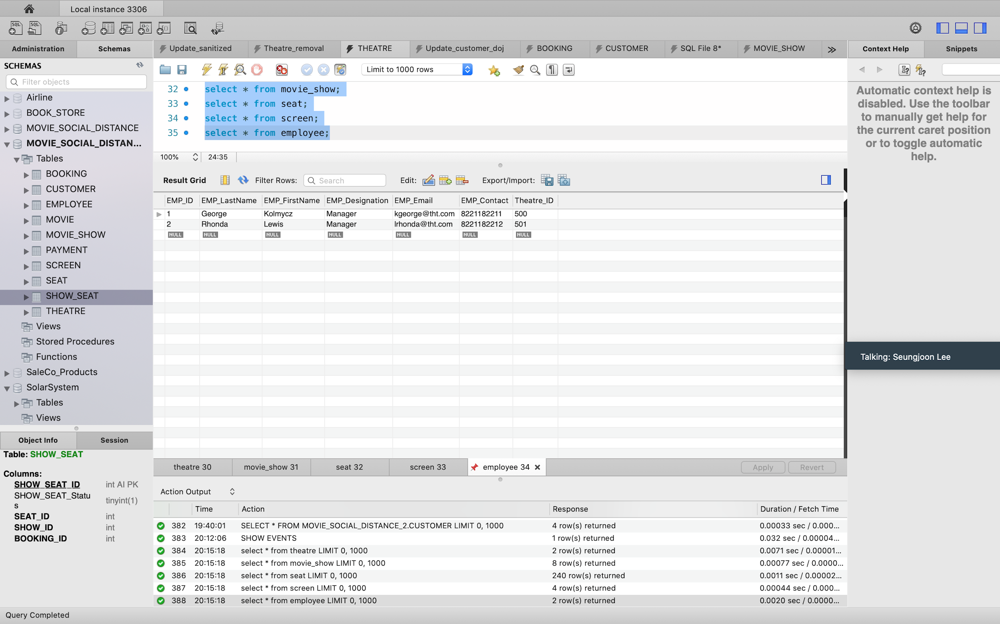 Local instance 3306
Administration
Schemas
Update_sanitized
Theatre_removal
THEATRE
Update_customer_doj
BOOKING
CUSTOMER
SQL File 8*
MOVIE_SHOW
Context Help
Snippets
SCHEMAS
Filter objects
Limit to 1000 rows
Airline
BOOK_STORE
MOVIE_SOCIAL_DISTANCE
MOVIE_SOCIAL_DISTAN...
Tables
BOOKING
CUSTOMER
EMPLOYEE
MOVIE
MOVIE_SHOW
PAYMENT
SCREEN
SEAT
SHOW_SEAT
THEATRE
Views
Stored Procedures
Functions
SaleCo_Products
SolarSystem
Tables
Views
Object Info
Session
Table: SHOW_SEAT
Columns:
SHOW_SEAT_ID int AI PK
SHOW_SEAT_Statu
s tinyint(1)
SEAT_ID int
SHOW_ID int
BOOKING_ID int
32 select * from movie_show;
33 select * from seat;
34 select * from screen;
35 select * from employee;
100% 24:35
Result Grid Filter Rows: Search Edit: Export/Import:
EMP_ID EMP_LastName EMP_FirstName EMP_Designation EMP_Email EMP_Contact Theatre_ID
1 George Kolmycz Manager kgeorge@tht.com 8221182211 500
2 Rhonda Lewis Manager lrhonda@tht.com 8221182212 501
NULL NULL NULL NULL NULL NULL NULL
theatre 30
movie_show 31
seat 32
screen 33
employee 34
Apply
Revert
Action Output
Time Action Response Duration / Fetch Time
382 19:40:01 SELECT * FROM MOVIE_SOCIAL_DISTANCE_2.CUSTOMER LIMIT 0, 1000 4 row(s) returned 0.00033 sec / 0.000...
383 20:12:06 SHOW EVENTS 1 row(s) returned 0.032 sec / 0.00004...
384 20:15:18 select * from theatre LIMIT 0, 1000 2 row(s) returned 0.0071 sec / 0.00001...
385 20:15:18 select * from movie_show LIMIT 0, 1000 8 row(s) returned 0.00077 sec / 0.0000...
386 20:15:18 select * from seat LIMIT 0, 1000 240 row(s) returned 0.0011 sec / 0.00002...
387 20:15:18 select * from screen LIMIT 0, 1000 4 row(s) returned 0.00044 sec / 0.000...
388 20:15:18 select * from employee LIMIT 0, 1000 2 row(s) returned 0.0020 sec / 0.0000...
Automatic context help is
disabled. Use the toolbar
to manually get help for
the current caret position
or to toggle automatic
help.
Talking: Seungjoon Lee
Query Completed